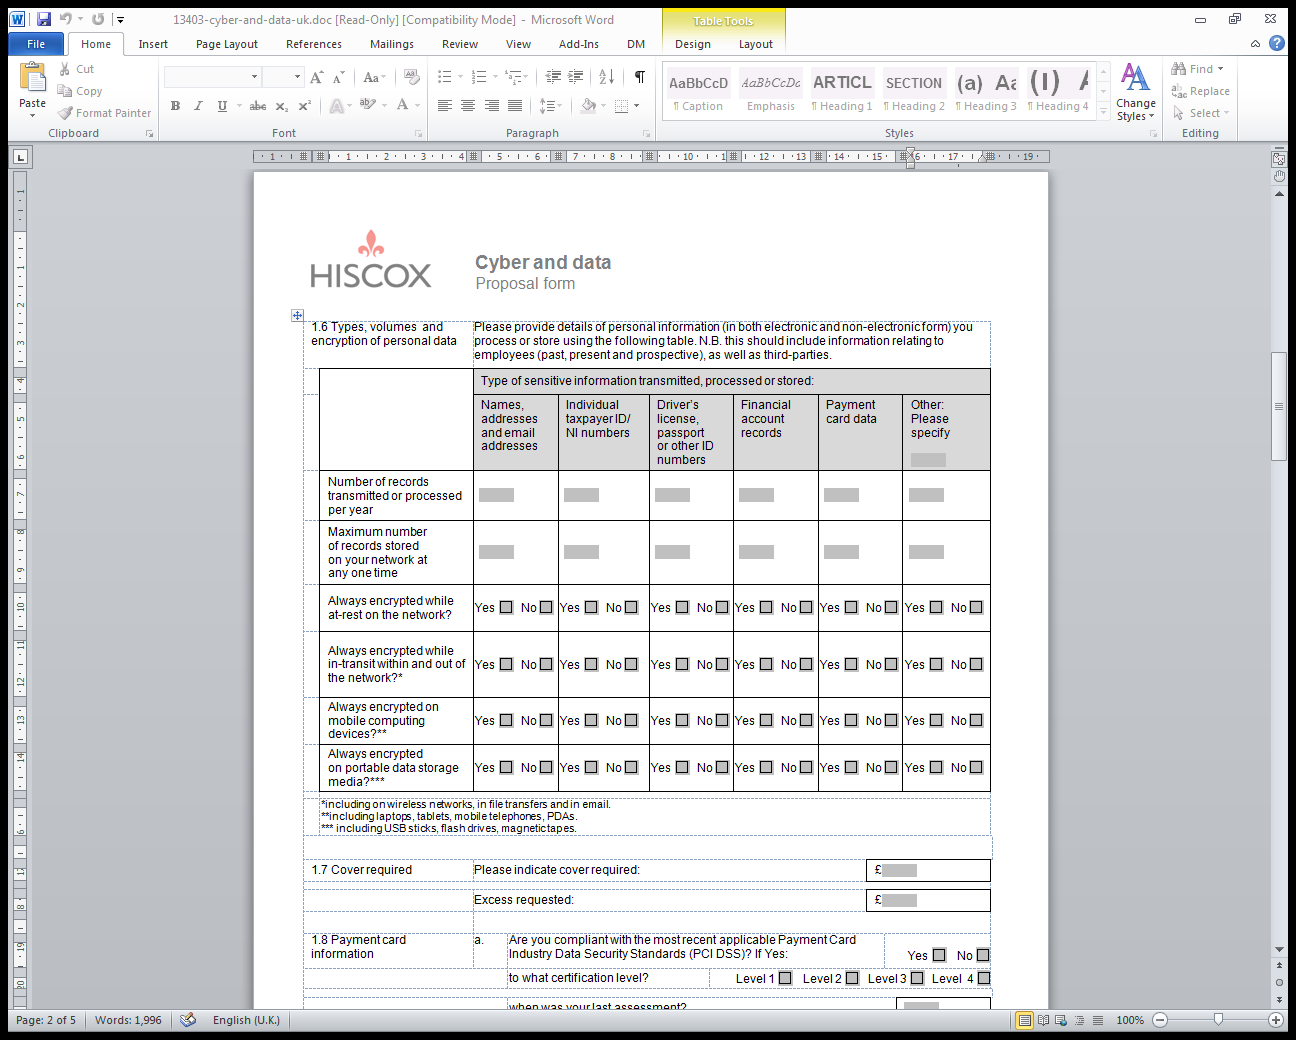 13403-cyber-and-data-uk.doc [Read-Only] [Compatibility Mode] - Microsoft Word
Table Tools
File Home Insert Page Layout References Mailings Review View Add-Ins DM Design Layout
Paste
Cut
Copy
Format Painter
Clipboard
Font
Paragraph
AaBbCcD AaBbCcDc ARTICL SECTION (a) Aa (I) A
¶ Caption Emphasis ¶ Heading 1 ¶ Heading 2 ¶ Heading 3 ¶ Heading 4
Change Styles
Styles
Find
Replace
Select
Editing
HISCOX
Cyber and data
Proposal form
1.6 Types, volumes and encryption of personal data
Please provide details of personal information (in both electronic and non-electronic form) you
process or store using the following table. N.B. this should include information relating to
employees (past, present and prospective), as well as third-parties.
Type of sensitive information transmitted, processed or stored:
Names, addresses and email addresses
Individual taxpayer ID/ NI numbers
Driver's license, passport or other ID numbers
Financial account records
Payment card data
Other: Please specify
Number of records transmitted or processed per year
Maximum number of records stored on your network at any one time
Always encrypted while at-rest on the network? Yes No Yes No Yes No Yes No Yes No Yes No
Always encrypted while in-transit within and out of the network?* Yes No Yes No Yes No Yes No Yes No Yes No
Always encrypted on mobile computing devices?** Yes No Yes No Yes No Yes No Yes No Yes No
Always encrypted on portable data storage media?*** Yes No Yes No Yes No Yes No Yes No Yes No
*including on wireless networks, in file transfers and in email.
**including laptops, tablets, mobile telephones, PDAs.
*** including USB sticks, flash drives, magnetic tapes.
1.7 Cover required Please indicate cover required: £
Excess requested: £
1.8 Payment card information
a. Are you compliant with the most recent applicable Payment Card
Industry Data Security Standards (PCI DSS)? If Yes: Yes No
to what certification level? Level 1 Level 2 Level 3 Level 4
when was your last assessment?
Page: 2 of 5 Words: 1,996 English (U.K.) 100%